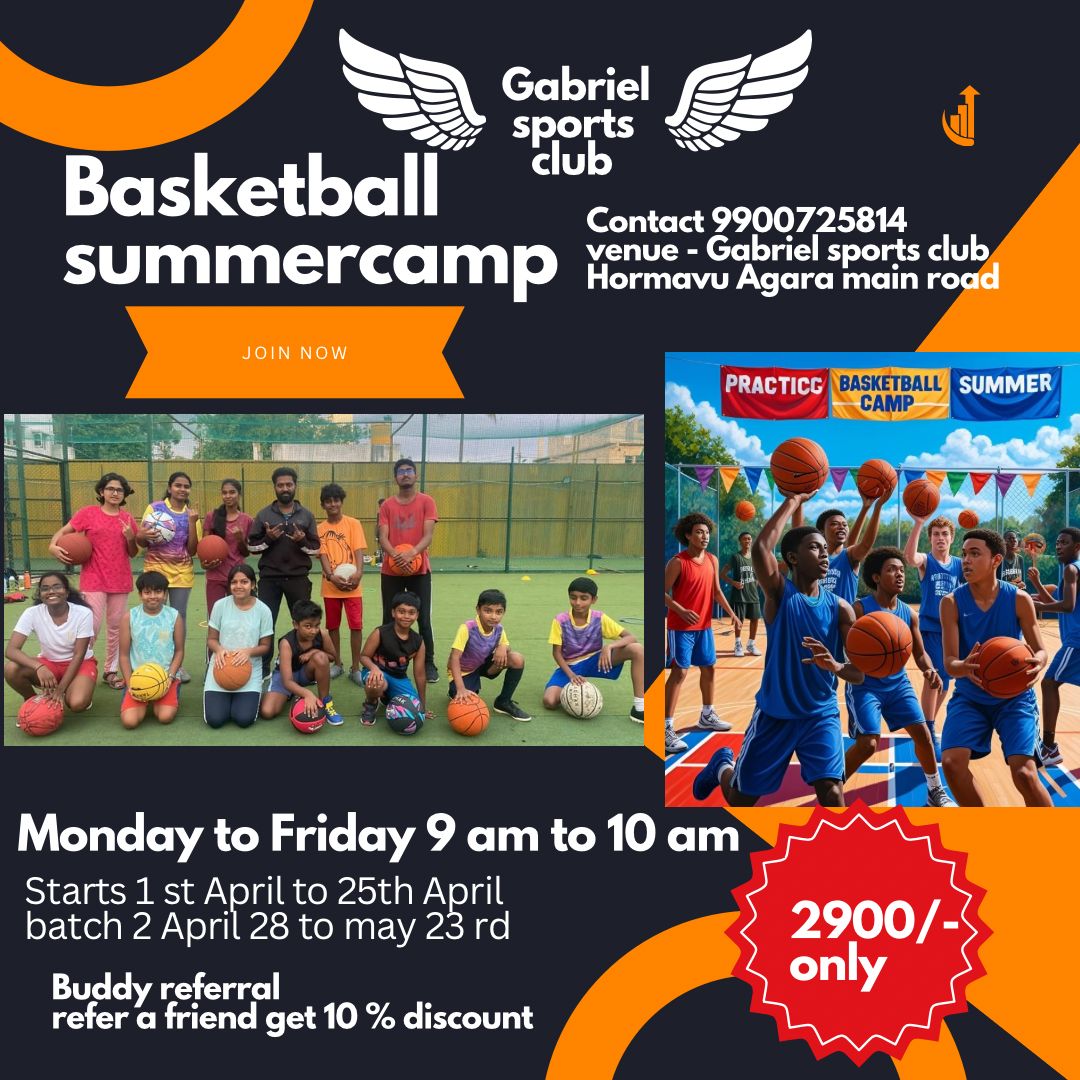 Gabriel
sports
club
Basketball
summercamp
Contact 9900725814
venue - Gabriel sports club
Hormavu Agara main road
JOIN NOW
PRACTICG
BASKETBALL
CAMP
SUMMER
Monday to Friday 9 am to 10 am
Starts 1 st April to 25th April
batch 2 April 28 to may 23 rd
2900/-
only
Buddy referral
refer a friend get 10 % discount